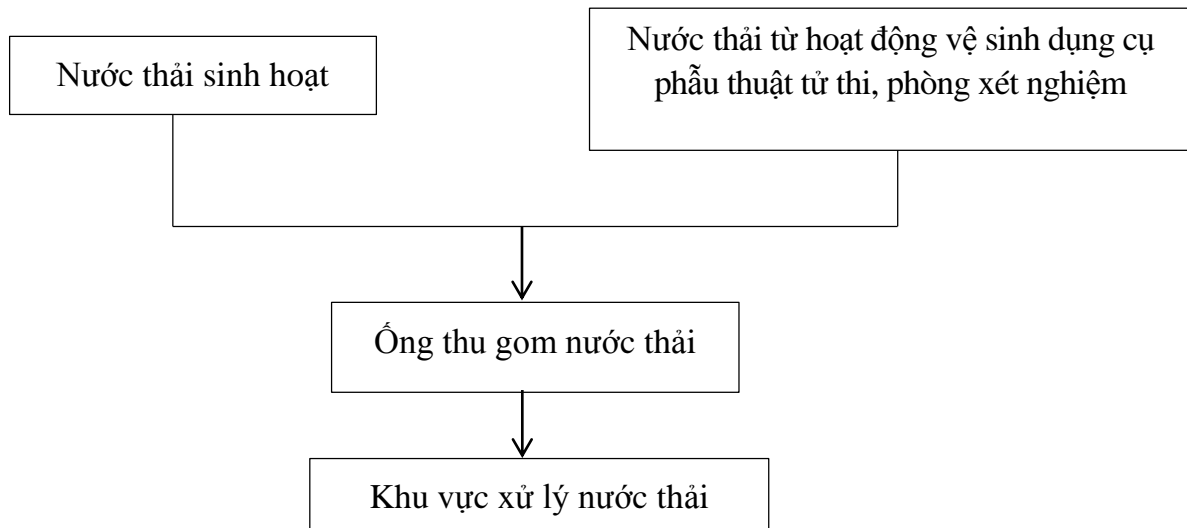 Nước thải sinh hoạt
Nước thải từ hoạt động vệ sinh dụng cụ
phẫu thuật tử thi, phòng xét nghiệm
Ống thu gom nước thải
Khu vực xử lý nước thải